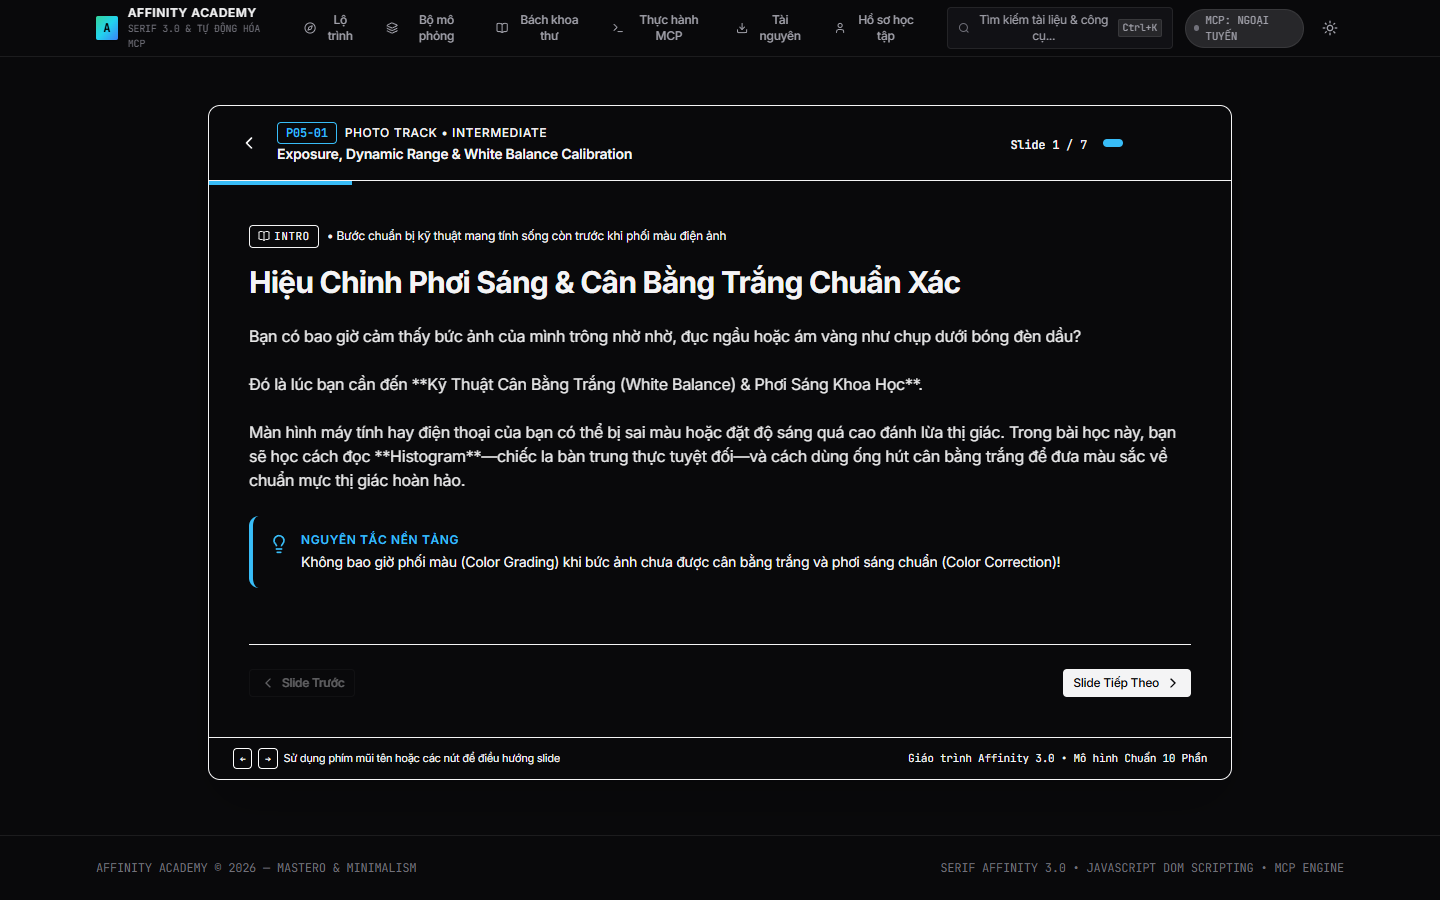 A
AFFINITY ACADEMY
SERIF 3.0 & TỰ ĐỘNG HÓA
MCP
Lộ
trình
Bộ mô
phỏng
Bách khoa
thư
Thực hành
MCP
Tài
nguyên
Hồ sơ học
tập
Tìm kiếm tài liệu & công
cụ...
Ctrl+K
MCP: NGOẠI
TUYẾN
P05-01 PHOTO TRACK • INTERMEDIATE
Exposure, Dynamic Range & White Balance Calibration
Slide 1 / 7
INTRO • Bước chuẩn bị kỹ thuật mang tính sống còn trước khi phối màu điện ảnh
Hiệu Chỉnh Phơi Sáng & Cân Bằng Trắng Chuẩn Xác
Bạn có bao giờ cảm thấy bức ảnh của mình trông nhờ nhờ, đục ngầu hoặc ám vàng như chụp dưới bóng đèn dầu?
Đó là lúc bạn cần đến **Kỹ Thuật Cân Bằng Trắng (White Balance) & Phơi Sáng Khoa Học**.
Màn hình máy tính hay điện thoại của bạn có thể bị sai màu hoặc đặt độ sáng quá cao đánh lừa thị giác. Trong bài học này, bạn
sẽ học cách đọc **Histogram**—chiếc la bàn trung thực tuyệt đối—và cách dùng ống hút cân bằng trắng để đưa màu sắc về
chuẩn mực thị giác hoàn hảo.
NGUYÊN TẮC NỀN TẢNG
Không bao giờ phối màu (Color Grading) khi bức ảnh chưa được cân bằng trắng và phơi sáng chuẩn (Color Correction)!
Slide Trước
Slide Tiếp Theo
← → Sử dụng phím mũi tên hoặc các nút để điều hướng slide
Giáo trình Affinity 3.0 • Mô hình Chuẩn 10 Phần
AFFINITY ACADEMY © 2026 — MASTERO & MINIMALISM
SERIF AFFINITY 3.0 • JAVASCRIPT DOM SCRIPTING • MCP ENGINE